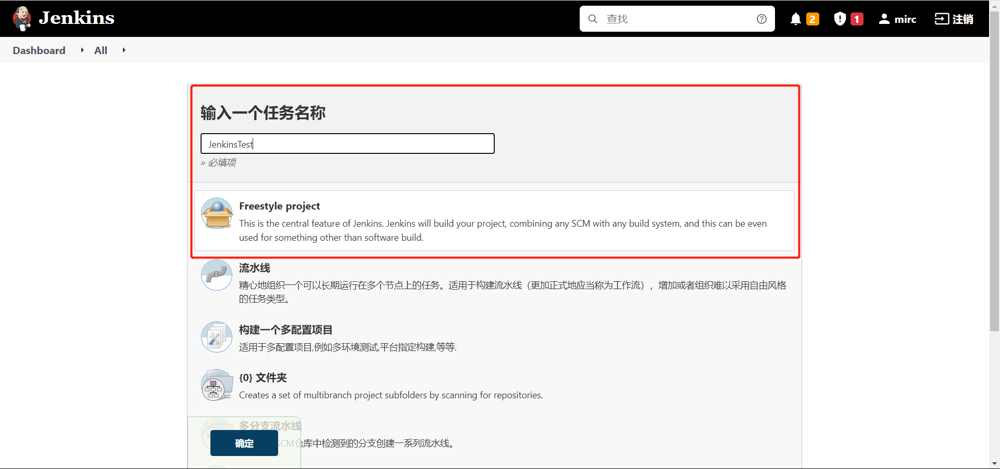 Jenkins
查找
2
1
mirc
注销
Dashboard
All
输入一个任务名称
JenkinsTest
» 必填项
Freestyle project
This is the central feature of Jenkins. Jenkins will build your project, combining any SCM with any build system, and this can be even
used for something other than software build.
流水线
精心地组织一个可以长期运行在多个节点上的任务。适用于构建流水线（更加正式地应当称为工作流），增加或者组织难以采用自由风格
的任务类型。
构建一个多配置项目
适用于多配置项目,例如多环境测试,平台指定构建,等等.
{0} 文件夹
Creates a set of multibranch project subfolders by scanning for repositories.
多分支流水线
SCM仓库中检测到的分支创建一系列流水线。
确定